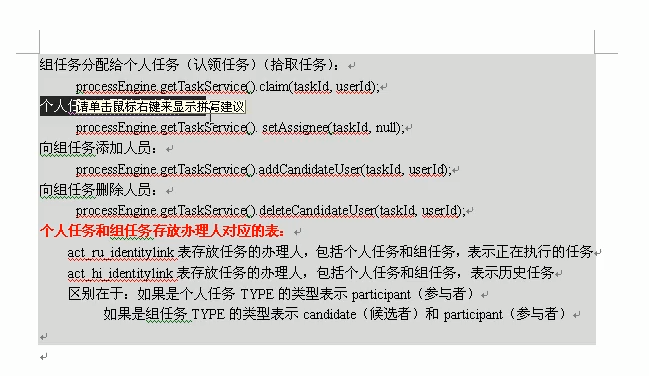 组任务分配给个人任务（认领任务）（拾取任务）：
processEngine.getTaskService().claim(taskId, userId);
个人任
请单击鼠标右键来显示拼写建议
processEngine.getTaskService(). setAssignee(taskId, null);
向组任务添加人员：
processEngine.getTaskService().addCandidateUser(taskId, userId);
向组任务删除人员：
processEngine.getTaskService().deleteCandidateUser(taskId, userId);
个人任务和组任务存放办理人对应的表：
act_ru_identitylink 表存放任务的办理人，包括个人任务和组任务，表示正在执行的任务
act_hi_identitylink 表存放任务的办理人，包括个人任务和组任务，表示历史任务
区别在于：如果是个人任务 TYPE 的类型表示 participant（参与者）
如果是组任务 TYPE 的类型表示 candidate（候选者）和 participant（参与者）